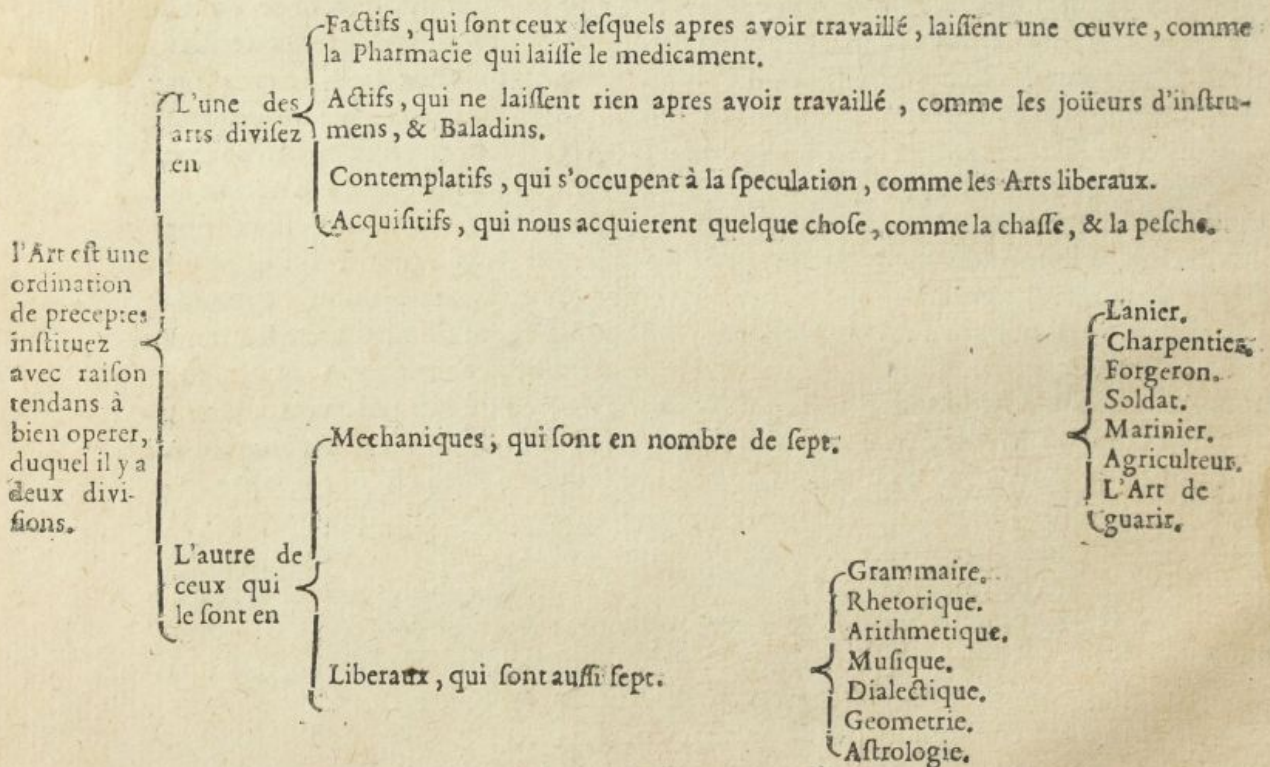 l'Art eſt une
ordination
de preceptes
inſtituez
avec raiſon
tendans à
bien operer,
duquel il y a
deux divi-
ſions.
L'une des
arts diviſez
en
Factifs, qui ſont ceux leſquels apres avoir travaillé, laiſſent une œuvre, comme
la Pharmacie qui laiſſe le medicament.
Actifs, qui ne laiſſent rien apres avoir travaillé, comme les joüeurs d'inſtru-
mens, & Baladins.
Contemplatifs, qui s'occupent à la ſpeculation, comme les Arts liberaux.
Acquiſitifs, qui nous acquierent quelque choſe, comme la chaſſe, & la peſche.
L'autre de
ceux qui
le ſont en
Mechaniques, qui ſont en nombre de ſept.
Lanier.
Charpentier.
Forgeron.
Soldat.
Marinier.
Agriculteur.
L'Art de
guarir.
Liberaux, qui ſont auſſi ſept.
Grammaire.
Rhetorique.
Arithmetique.
Muſique.
Dialectique.
Geometrie.
Aſtrologie.